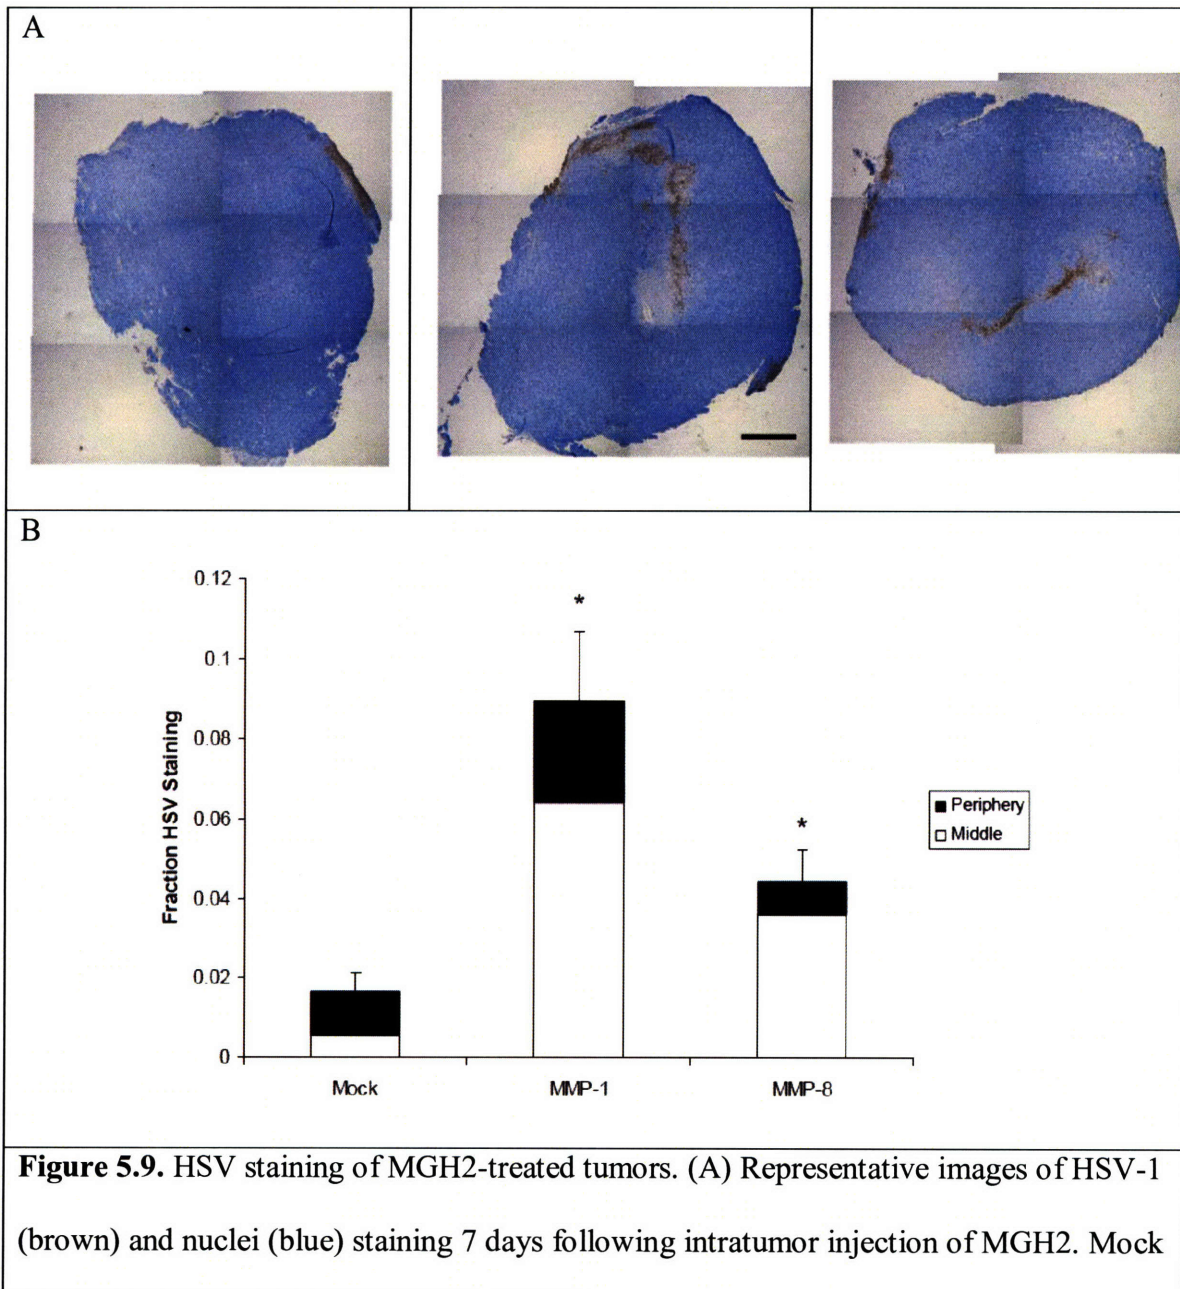 A
B
0.12
*
0.1
0.08
0.06
*
0.04
0.02
0
Fraction HSV Staining
Periphery
Middle
Mock MMP-1 MMP-8
Figure 5.9. HSV staining of MGH2-treated tumors. (A) Representative images of HSV-1
(brown) and nuclei (blue) staining 7 days following intratumor injection of MGH2. Mock